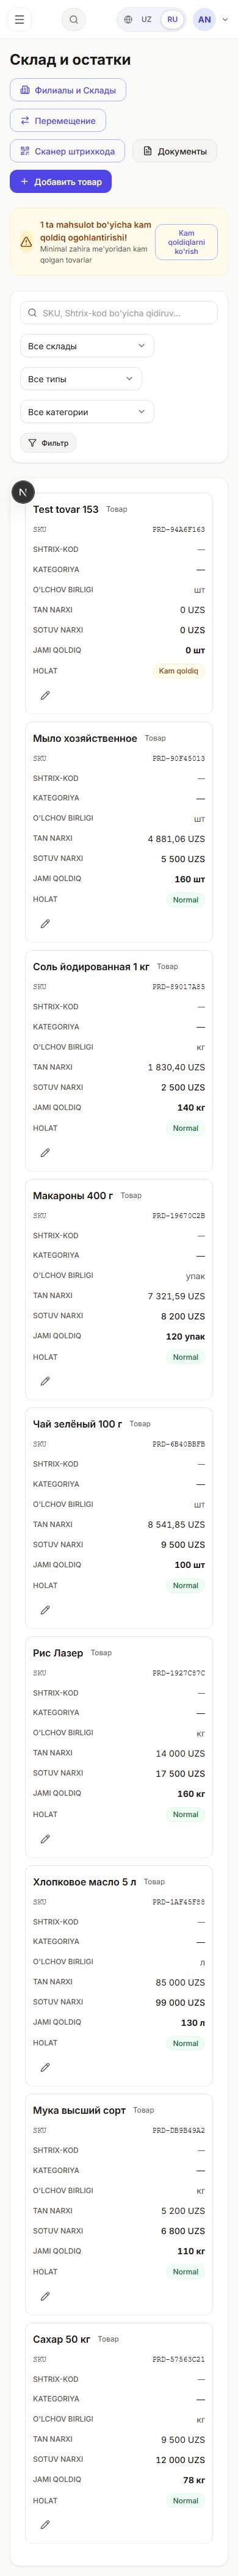 UZ RU AN
Склад и остатки
Филиалы и Склады
Перемещение
Сканер штрихкода Документы
Добавить товар
1 ta mahsulot bo'yicha kam
qoldiq ogohlantirish!
Minimal zahira me'yoridan kam
qolgan tovarlar
Kam
qoldiqlarni
ko'rish
SKU, Shtrix-kod bo'yicha qidiruv...
Все склады
Все типы
Все категории
Фильтр
N
Test tovar 153 Товар
SKU PRD-94A6F163
SHTRIX-KOD —
KATEGORIYA —
O'LCHOV BIRLIGI шт
TAN NARXI 0 UZS
SOTUV NARXI 0 UZS
JAMI QOLDIQ 0 шт
HOLAT Kam qoldiq
Мыло хозяйственное Товар
SKU PRD-90F45013
SHTRIX-KOD —
KATEGORIYA —
O'LCHOV BIRLIGI шт
TAN NARXI 4 881,06 UZS
SOTUV NARXI 5 500 UZS
JAMI QOLDIQ 160 шт
HOLAT Normal
Соль йодированная 1 кг Товар
SKU PRD-89017A85
SHTRIX-KOD —
KATEGORIYA —
O'LCHOV BIRLIGI кг
TAN NARXI 1 830,40 UZS
SOTUV NARXI 2 500 UZS
JAMI QOLDIQ 140 кг
HOLAT Normal
Макароны 400 г Товар
SKU PRD-19670C2B
SHTRIX-KOD —
KATEGORIYA —
O'LCHOV BIRLIGI упак
TAN NARXI 7 321,59 UZS
SOTUV NARXI 8 200 UZS
JAMI QOLDIQ 120 упак
HOLAT Normal
Чай зелёный 100 г Товар
SKU PRD-6B40BBFB
SHTRIX-KOD —
KATEGORIYA —
O'LCHOV BIRLIGI шт
TAN NARXI 8 541,85 UZS
SOTUV NARXI 9 500 UZS
JAMI QOLDIQ 100 шт
HOLAT Normal
Рис Лазер Товар
SKU PRD-1927C87C
SHTRIX-KOD —
KATEGORIYA —
O'LCHOV BIRLIGI кг
TAN NARXI 14 000 UZS
SOTUV NARXI 17 500 UZS
JAMI QOLDIQ 160 кг
HOLAT Normal
Хлопковое масло 5 л Товар
SKU PRD-1AF45F88
SHTRIX-KOD —
KATEGORIYA —
O'LCHOV BIRLIGI л
TAN NARXI 85 000 UZS
SOTUV NARXI 99 000 UZS
JAMI QOLDIQ 130 л
HOLAT Normal
Мука высший сорт Товар
SKU PRD-DB9B49A2
SHTRIX-KOD —
KATEGORIYA —
O'LCHOV BIRLIGI кг
TAN NARXI 5 200 UZS
SOTUV NARXI 6 800 UZS
JAMI QOLDIQ 110 кг
HOLAT Normal
Сахар 50 кг Товар
SKU PRD-57563C21
SHTRIX-KOD —
KATEGORIYA —
O'LCHOV BIRLIGI кг
TAN NARXI 9 500 UZS
SOTUV NARXI 12 000 UZS
JAMI QOLDIQ 78 кг
HOLAT Normal